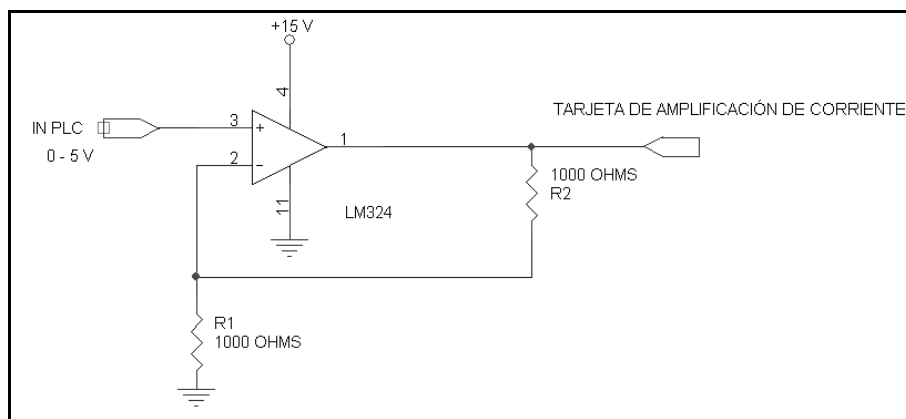 +15 V
4
IN PLC
0 - 5 V
3
+
2
-
1
11
LM324
TARJETA DE AMPLIFICACIÓN DE CORRIENTE
1000 OHMS
R2
R1
1000 OHMS